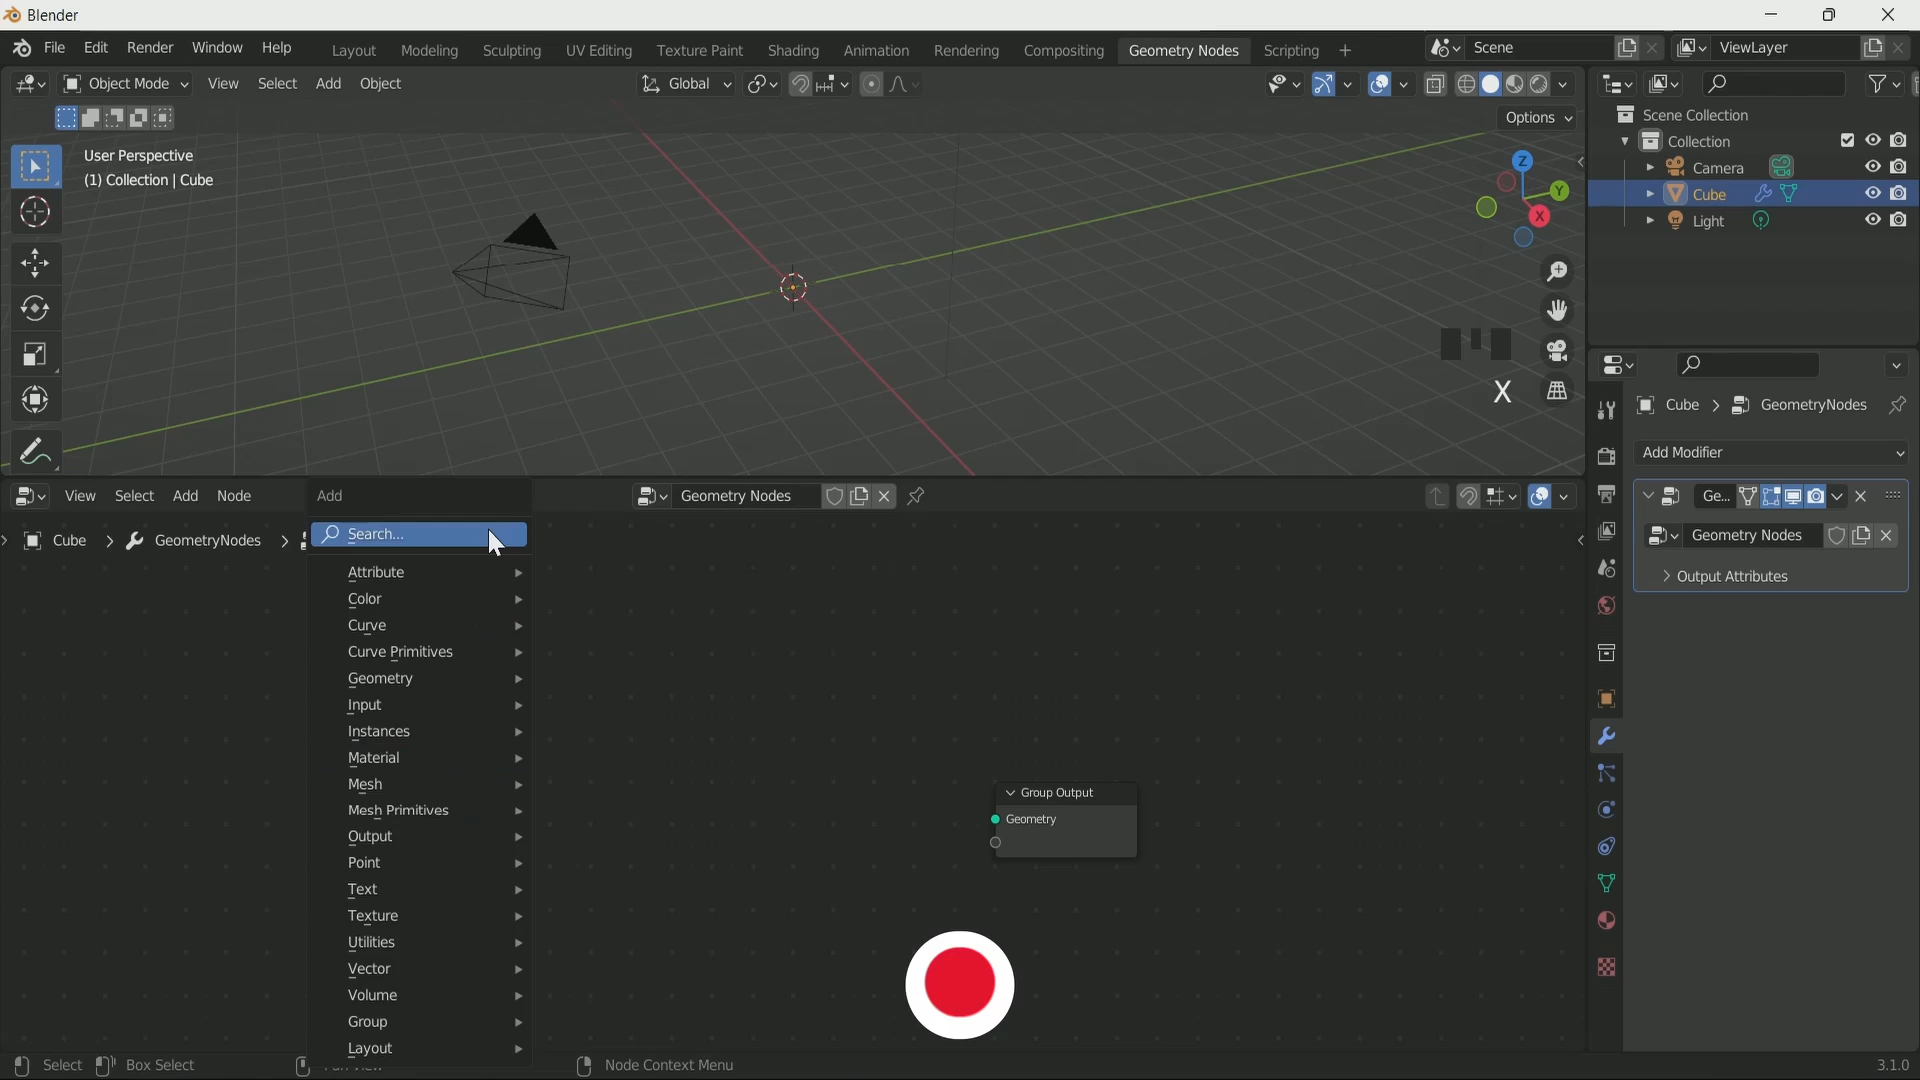 Blender
File Edit Render Window Help Layout Modeling Sculpting UV Editing Texture Paint Shading Animation Rendering Compositing Geometry Nodes Scripting + Scene ViewLayer
Object Mode View Select Add Object Global
Options
User Perspective
(1) Collection | Cube
Z
Y
X
X
Scene Collection
Collection
Camera
Cube
Light
Cube > GeometryNodes
Add Modifier
Ge...
Geometry Nodes
Output Attributes
View Select Add Node
Geometry Nodes
Cube > GeometryNodes >
Add
Search...
Attribute
Color
Curve
Curve Primitives
Geometry
Input
Instances
Material
Mesh
Mesh Primitives
Output
Point
Text
Texture
Utilities
Vector
Volume
Group
Layout
Group Output
Geometry
Select Box Select Node Context Menu 3.1.0